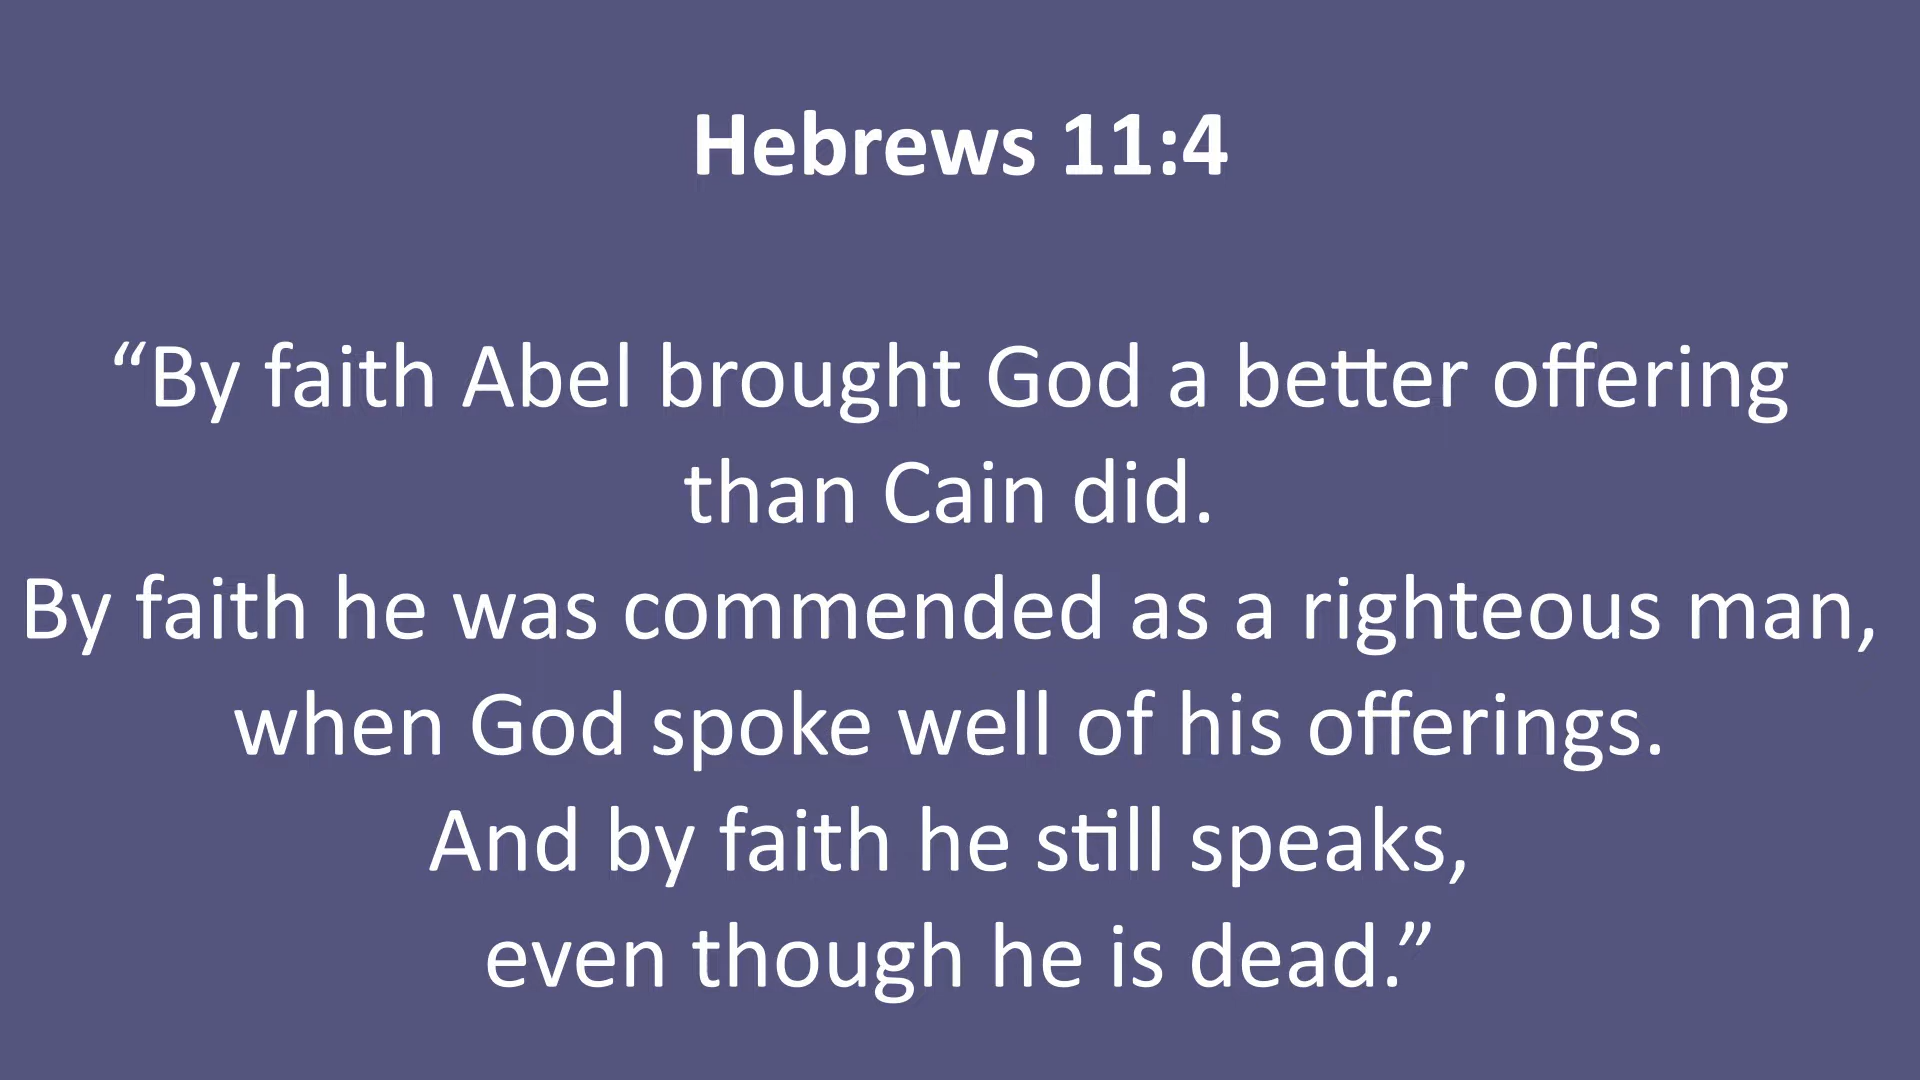 Hebrews 11:4
“By faith Abel brought God a better offering
than Cain did.
By faith he was commended as a righteous man,
when God spoke well of his offerings.
And by faith he still speaks,
even though he is dead.”